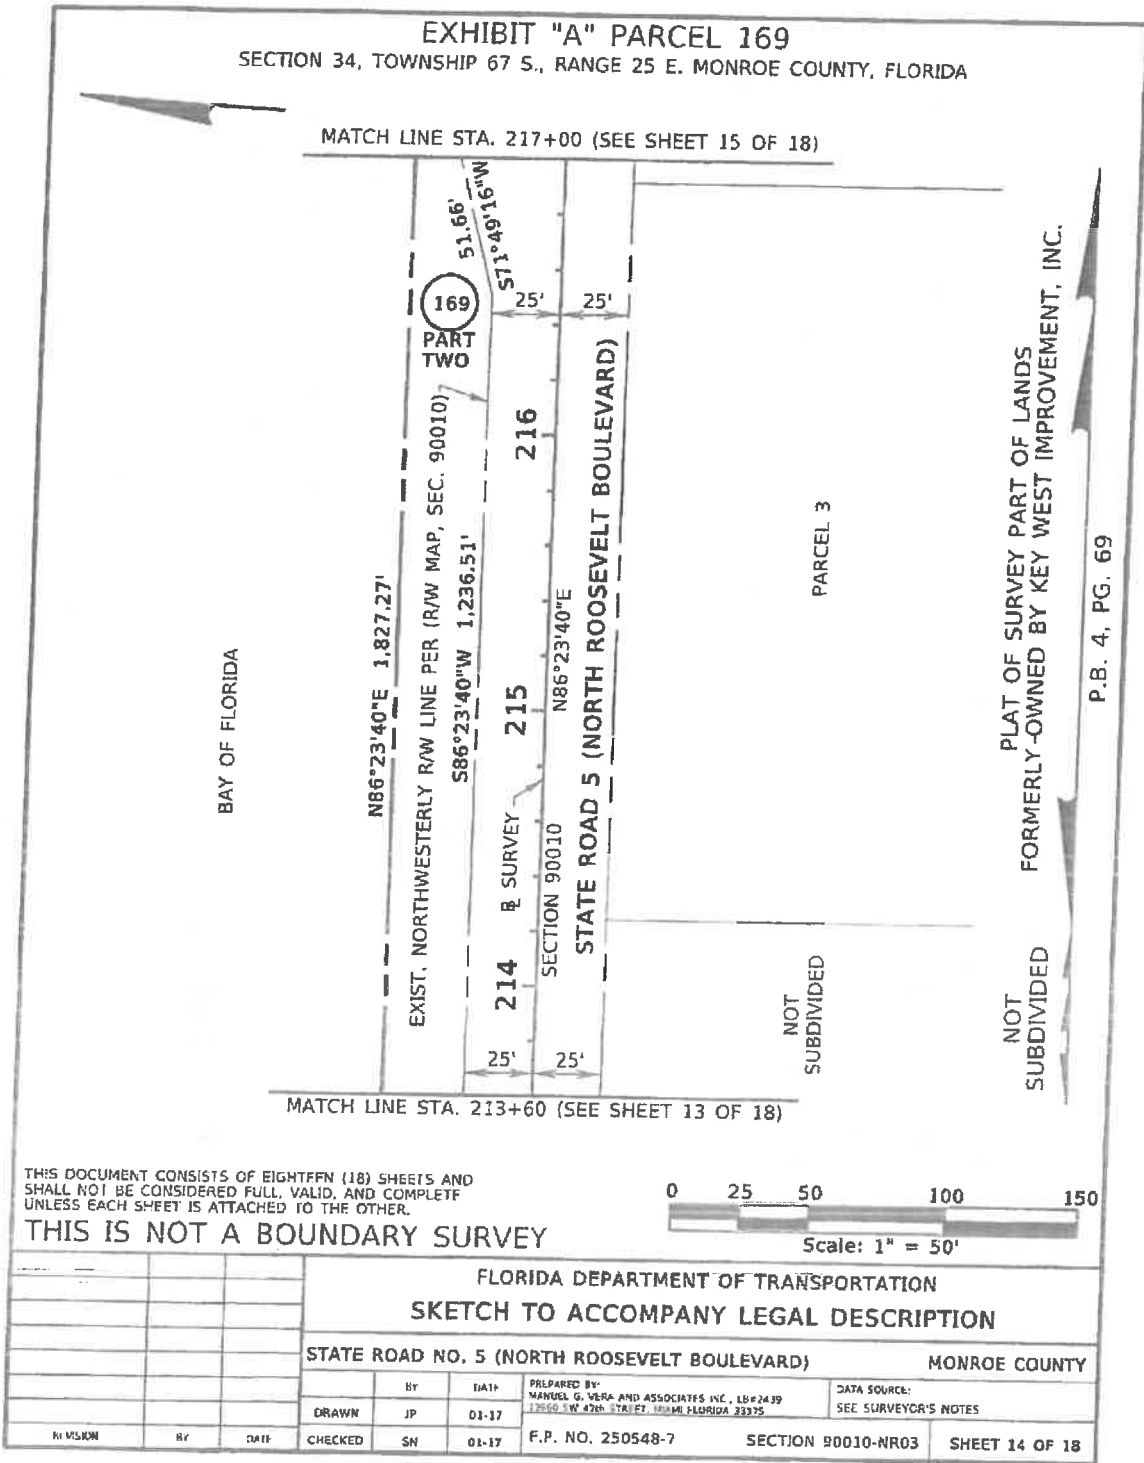 EXHIBIT "A" PARCEL 169
SECTION 34, TOWNSHIP 67 S., RANGE 25 E. MONROE COUNTY, FLORIDA
MATCH LINE STA. 217+00 (SEE SHEET 15 OF 18)
51.66'
S71°49'16"W
169
PART
TWO
25'
25'
216
215
214
BAY OF FLORIDA
N86°23'40"E 1,827.27'
EXIST. NORTHWESTERLY R/W LINE PER (R/W MAP, SEC. 90010)
S86°23'40"W 1,236.51'
B SURVEY
N86°23'40"E
SECTION 90010
STATE ROAD 5 (NORTH ROOSEVELT BOULEVARD)
PARCEL 3
NOT
SUBDIVIDED
PLAT OF SURVEY PART OF LANDS
FORMERLY-OWNED BY KEY WEST IMPROVEMENT, INC.
P.B. 4, PG. 69
NOT
SUBDIVIDED
25'
25'
MATCH LINE STA. 213+60 (SEE SHEET 13 OF 18)
THIS DOCUMENT CONSISTS OF EIGHTEEN (18) SHEETS AND
SHALL NOT BE CONSIDERED FULL, VALID, AND COMPLETE
UNLESS EACH SHEET IS ATTACHED TO THE OTHER.
THIS IS NOT A BOUNDARY SURVEY
0 25 50 100 150
Scale: 1" = 50'
FLORIDA DEPARTMENT OF TRANSPORTATION
SKETCH TO ACCOMPANY LEGAL DESCRIPTION
STATE ROAD NO. 5 (NORTH ROOSEVELT BOULEVARD) MONROE COUNTY
BY DATE
DRAWN JP 03-17
CHECKED SN 03-17
REVISION BY DATE
PREPARED BY:
MANUEL G. VERA AND ASSOCIATES INC., LB#2439
STREET, MIAMI FLORIDA 33175
DATA SOURCE:
SEE SURVEYOR'S NOTES
F.P. NO. 250548-7 SECTION 90010-NR03 SHEET 14 OF 18